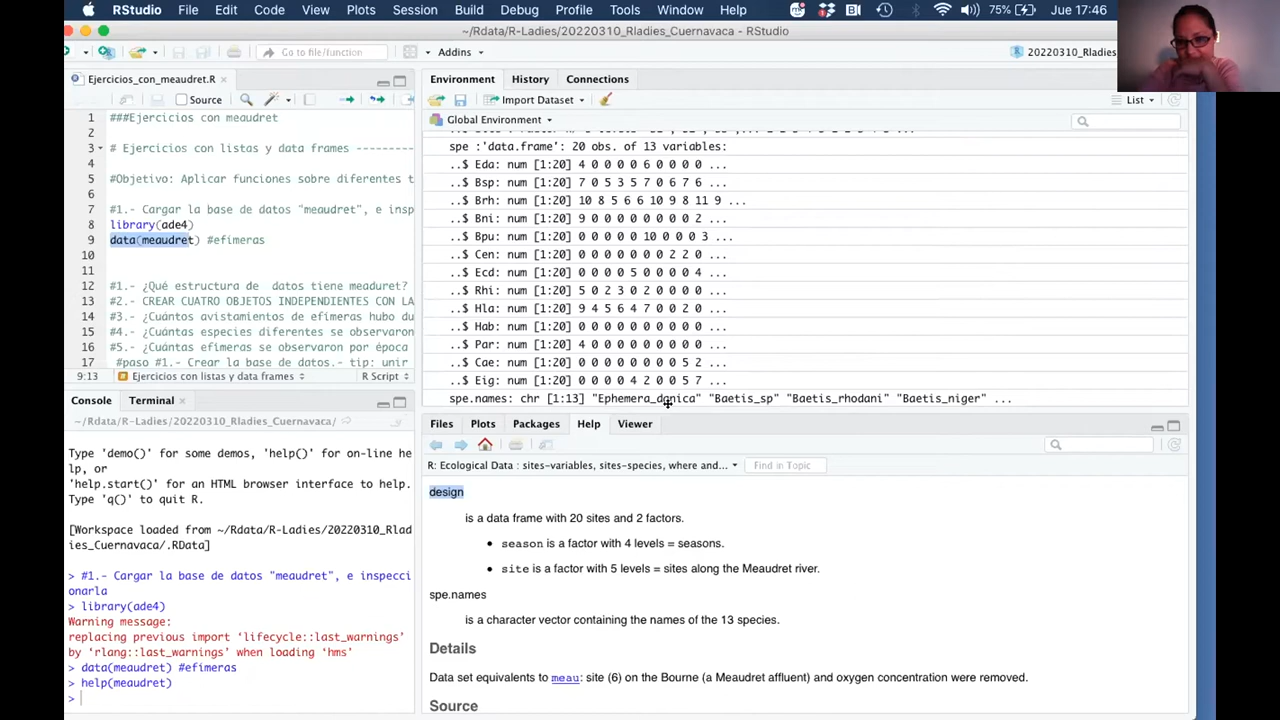 RStudio File Edit Code View Plots Session Build Debug Profile Tools Window Help 75% Jue 17:46
~/Rdata/R-Ladies/20220310_Rladies_Cuernavaca - RStudio
Go to file/function Addins 20220310_Rladies
Ejercicios_con_meaudret.R
Source
1 ###Ejercicios con meaudret
2
3 # Ejercicios con listas y data frames ---------
4
5 #Objetivo: Aplicar funciones sobre diferentes t
6
7 #1.- Cargar la base de datos "meaudret", e inspec
8 library(ade4)
9 data(meaudret) #efimeras
10
11
12 #1.- ¿Qué estructura de datos tiene meaduret?
13 #2.- CREAR CUATRO OBJETOS INDEPENDIENTES CON LA
14 #3.- ¿Cuántos avistamientos de efímeras hubo du
15 #4.- ¿Cuántas especies diferentes se observaron
16 #5.- ¿Cuantas efímeras se observaron por época
17 #paso #1.- Crear la base de datos.- tip: unir
9:13 Ejercicios con listas y data frames R Script
Console Terminal
~/Rdata/R-Ladies/20220310_Rladies_Cuernavaca/
Type 'demo()' for some demos, 'help()' for on-line he
lp, or
'help.start()' for an HTML browser interface to help.
Type 'q()' to quit R.
[Workspace loaded from ~/Rdata/R-Ladies/20220310_Rlad
ies_Cuernavaca/.RData]
> #1.- Cargar la base de datos "meaudret", e inspecci
onarla
> library(ade4)
Warning message:
replacing previous import ‘lifecycle::last_warnings’
by ‘rlang::last_warnings’ when loading ‘hms’
> data(meaudret) #efimeras
> help(meaudret)
>
Environment History Connections
Import Dataset List
Global Environment
spe :'data.frame': 20 obs. of 13 variables:
..$ Eda: num [1:20] 4 0 0 0 0 6 0 0 0 0 ...
..$ Bsp: num [1:20] 7 0 5 3 5 7 0 6 7 6 ...
..$ Brh: num [1:20] 10 8 5 6 6 10 9 8 11 9 ...
..$ Bni: num [1:20] 9 0 0 0 0 0 0 0 0 2 ...
..$ Bpu: num [1:20] 0 0 0 0 0 10 0 0 0 3 ...
..$ Cen: num [1:20] 0 0 0 0 0 0 0 2 2 0 ...
..$ Ecd: num [1:20] 0 0 0 0 5 0 0 0 0 4 ...
..$ Rhi: num [1:20] 5 0 2 3 0 2 0 0 0 0 ...
..$ Hla: num [1:20] 9 4 5 6 4 7 0 0 2 0 ...
..$ Hab: num [1:20] 0 0 0 0 0 0 0 0 0 0 ...
..$ Par: num [1:20] 4 0 0 0 0 0 0 0 0 0 ...
..$ Cae: num [1:20] 0 0 0 0 0 0 0 0 5 2 ...
..$ Eig: num [1:20] 0 0 0 0 4 2 0 0 5 7 ...
spe.names: chr [1:13] "Ephemera_danica" "Baetis_sp" "Baetis_rhodani" "Baetis_niger" ...
Files Plots Packages Help Viewer
R: Ecological Data : sites-variables, sites-species, where and... Find in Topic
design
is a data frame with 20 sites and 2 factors.
• season is a factor with 4 levels = seasons.
• site is a factor with 5 levels = sites along the Meaudret river.
spe.names
is a character vector containing the names of the 13 species.
Details
Data set equivalents to meau: site (6) on the Bourne (a Meaudret affluent) and oxygen concentration were removed.
Source